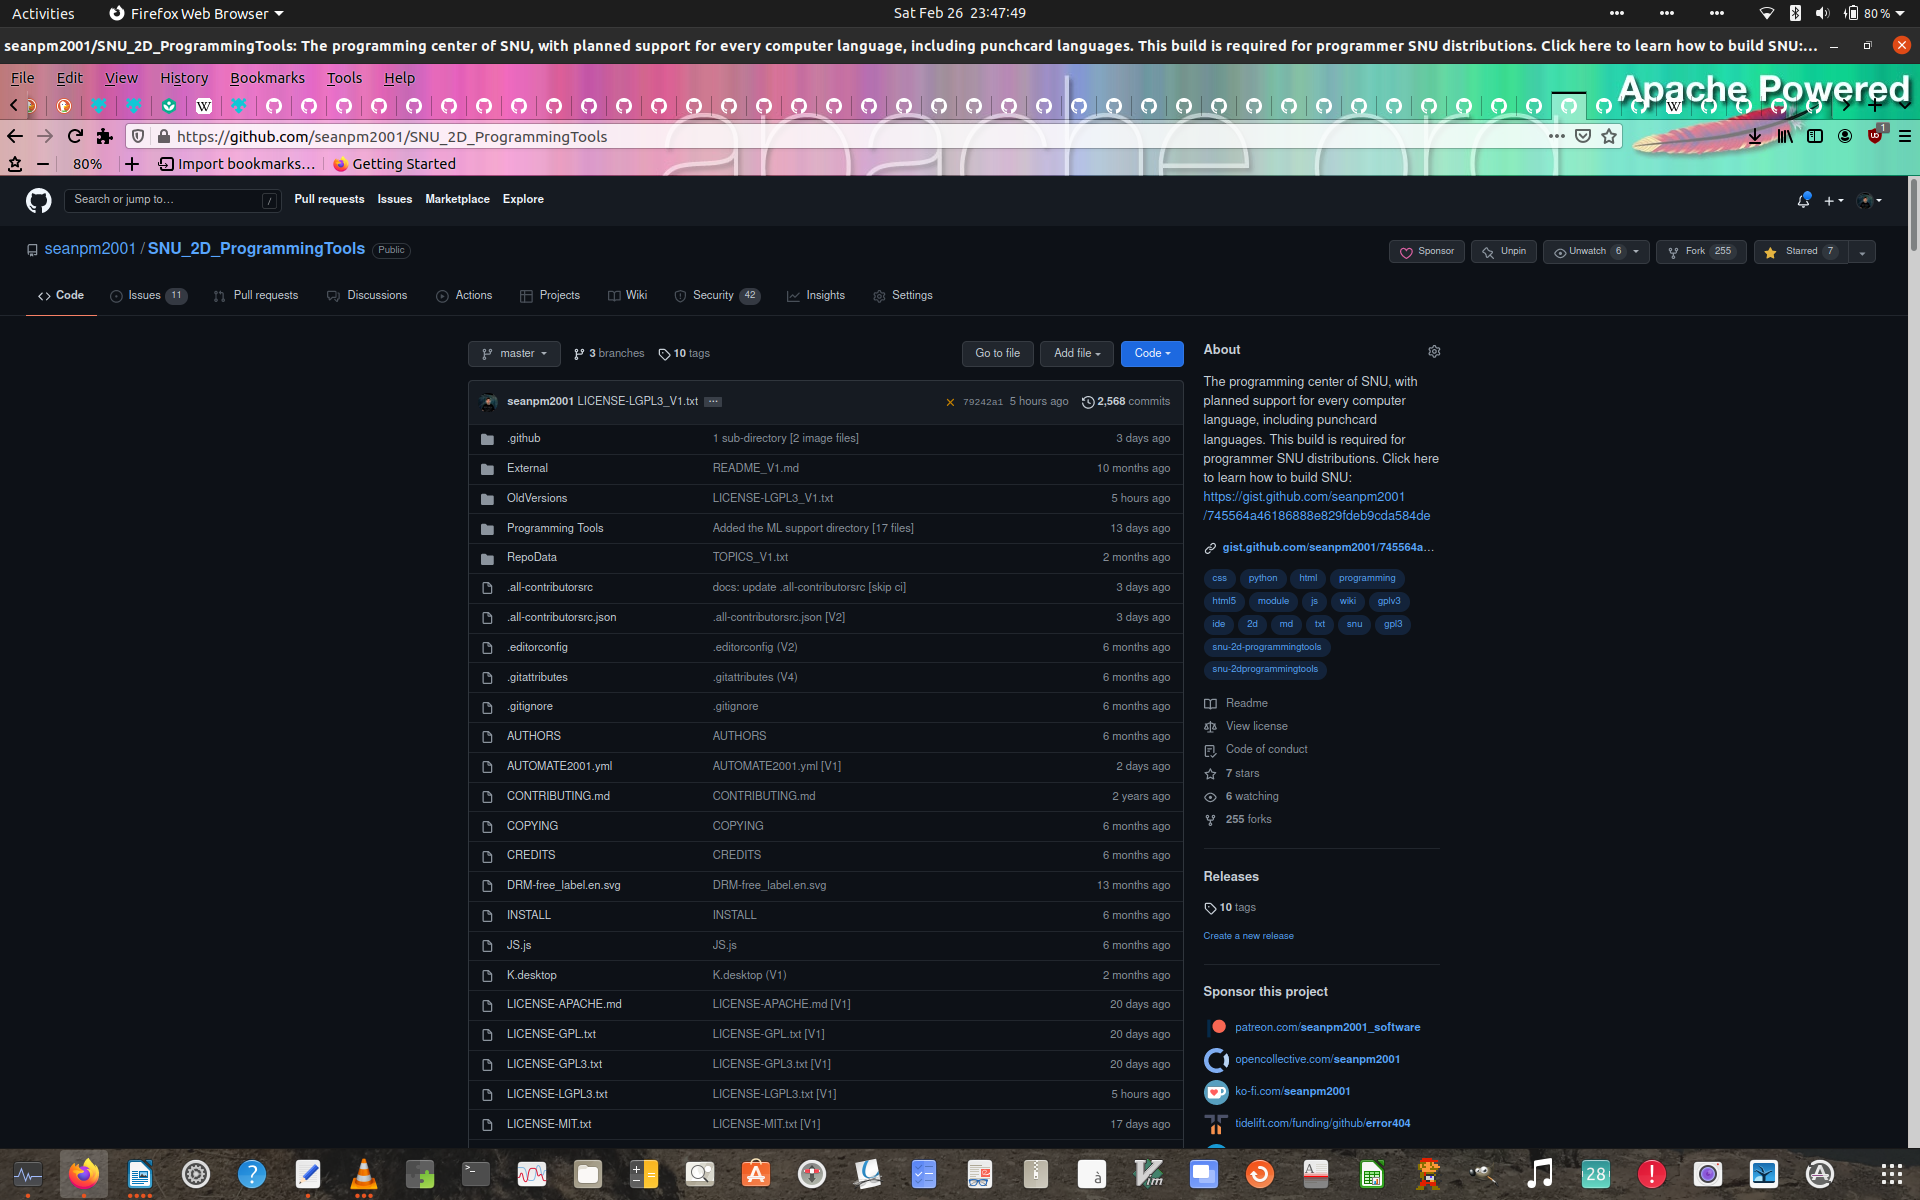 Activities
Firefox Web Browser
Sat Feb 26 23:47:49
80 %
seanpm2001/SNU_2D_ProgrammingTools: The programming center of SNU, with planned support for every computer language, including punchcard languages. This build is required for programmer SNU distributions. Click here to learn how to build SNU:...
File Edit View History Bookmarks Tools Help
Apache Powered
https://github.com/seanpm2001/SNU_2D_ProgrammingTools
1
80%
Import bookmarks...
Getting Started
Search or jump to...
/
Pull requests Issues Marketplace Explore
seanpm2001 / SNU_2D_ProgrammingTools Public
Sponsor Unpin Unwatch 6 Fork 255 Starred 7
Code Issues 11 Pull requests Discussions Actions Projects Wiki Security 42 Insights Settings
master 3 branches 10 tags Go to file Add file Code
seanpm2001 LICENSE-LGPL3_V1.txt ... 79242a1 5 hours ago 2,568 commits
.github 1 sub-directory [2 image files] 3 days ago
External README_V1.md 10 months ago
OldVersions LICENSE-LGPL3_V1.txt 5 hours ago
Programming Tools Added the ML support directory [17 files] 13 days ago
RepoData TOPICS_V1.txt 2 months ago
.all-contributorsrc docs: update .all-contributorsrc [skip ci] 3 days ago
.all-contributorsrc.json .all-contributorsrc.json [V2] 3 days ago
.editorconfig .editorconfig (V2) 6 months ago
.gitattributes .gitattributes (V4) 6 months ago
.gitignore .gitignore 6 months ago
AUTHORS AUTHORS 6 months ago
AUTOMATE2001.yml AUTOMATE2001.yml [V1] 2 days ago
CONTRIBUTING.md CONTRIBUTING.md 2 years ago
COPYING COPYING 6 months ago
CREDITS CREDITS 6 months ago
DRM-free_label.en.svg DRM-free_label.en.svg 13 months ago
INSTALL INSTALL 6 months ago
JS.js JS.js 6 months ago
K.desktop K.desktop (V1) 2 months ago
LICENSE-APACHE.md LICENSE-APACHE.md [V1] 20 days ago
LICENSE-GPL.txt LICENSE-GPL.txt [V1] 20 days ago
LICENSE-GPL3.txt LICENSE-GPL3.txt [V1] 20 days ago
LICENSE-LGPL3.txt LICENSE-LGPL3.txt [V1] 5 hours ago
LICENSE-MIT.txt LICENSE-MIT.txt [V1] 17 days ago
About
The programming center of SNU, with
planned support for every computer
language, including punchcard
languages. This build is required for
programmer SNU distributions. Click here
to learn how to build SNU:
https://gist.github.com/seanpm2001
/745564a46186888e829fdeb9cda584de
gist.github.com/seanpm2001/745564a...
css python html programming
html5 module js wiki gplv3
ide 2d md txt snu gpl3
snu-2d-programmingtools
snu-2dprogrammingtools
Readme
View license
Code of conduct
7 stars
6 watching
255 forks
Releases
10 tags
Create a new release
Sponsor this project
patreon.com/seanpm2001_software
opencollective.com/seanpm2001
ko-fi.com/seanpm2001
tidelift.com/funding/github/error404
28